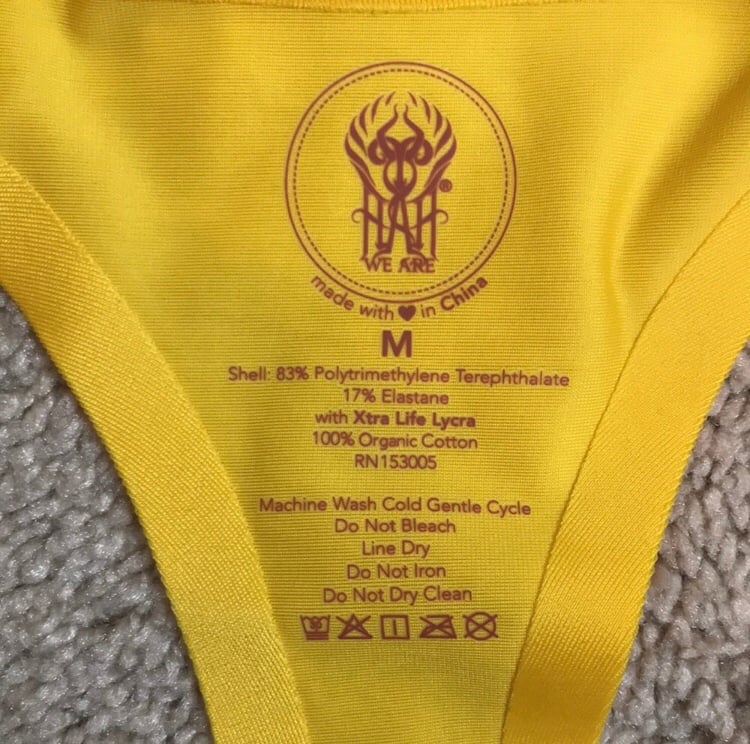 HAH
®
WE ARE
made with ♥ in China
M
Shell: 83% Polytrimethylene Terephthalate
17% Elastane
with Xtra Life Lycra
100% Organic Cotton
RN153005
Machine Wash Cold Gentle Cycle
Do Not Bleach
Line Dry
Do Not Iron
Do Not Dry Clean